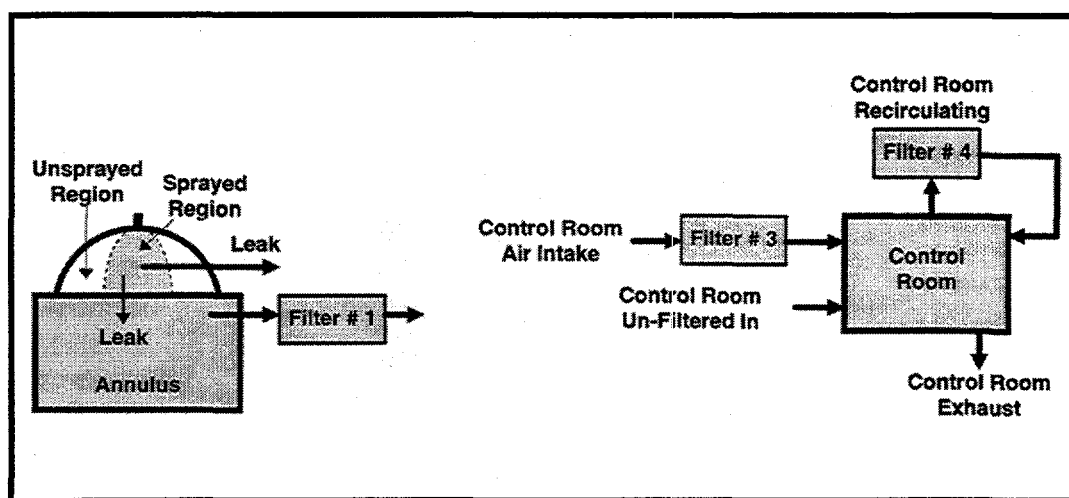 Unsprayed
Region
Sprayed
Region
Leak
Leak
Annulus
Filter # 1
Control Room
Recirculating
Filter # 4
Control Room
Air Intake
Filter # 3
Control
Room
Control Room
Un-Filtered In
Control Room
Exhaust